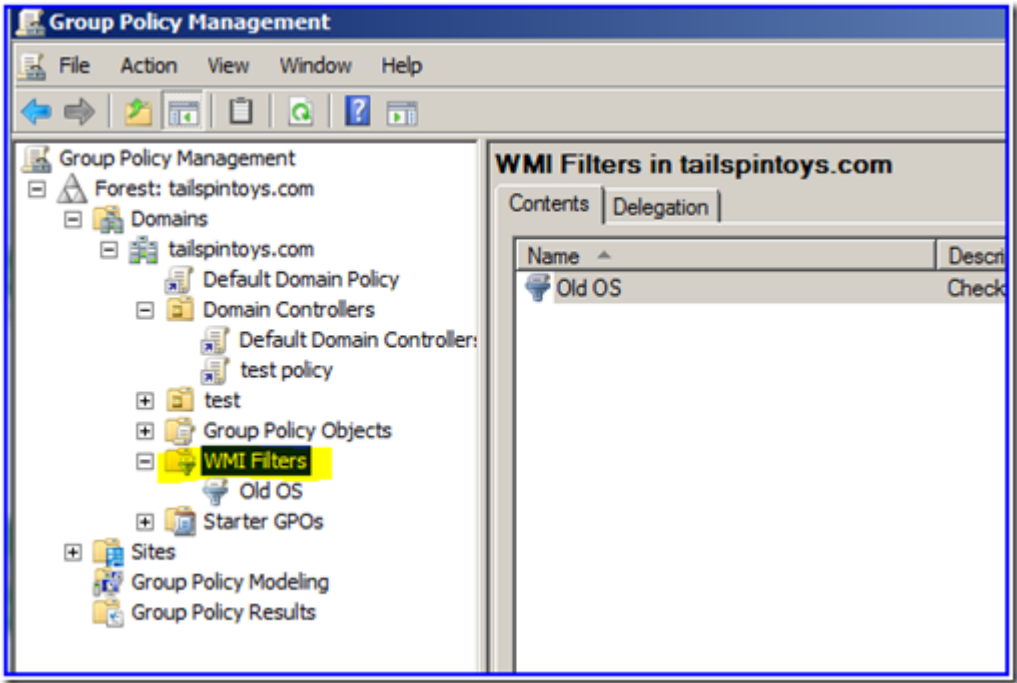 Group Policy Management
File Action View Window Help
Group Policy Management
Forest: tailspintoys.com
Domains
tailspintoys.com
Default Domain Policy
Domain Controllers
Default Domain Controllers
test policy
test
Group Policy Objects
WMI Filters
Old OS
Starter GPOs
Sites
Group Policy Modeling
Group Policy Results
WMI Filters in tailspintoys.com
Contents Delegation
Name Descri
Old OS Check